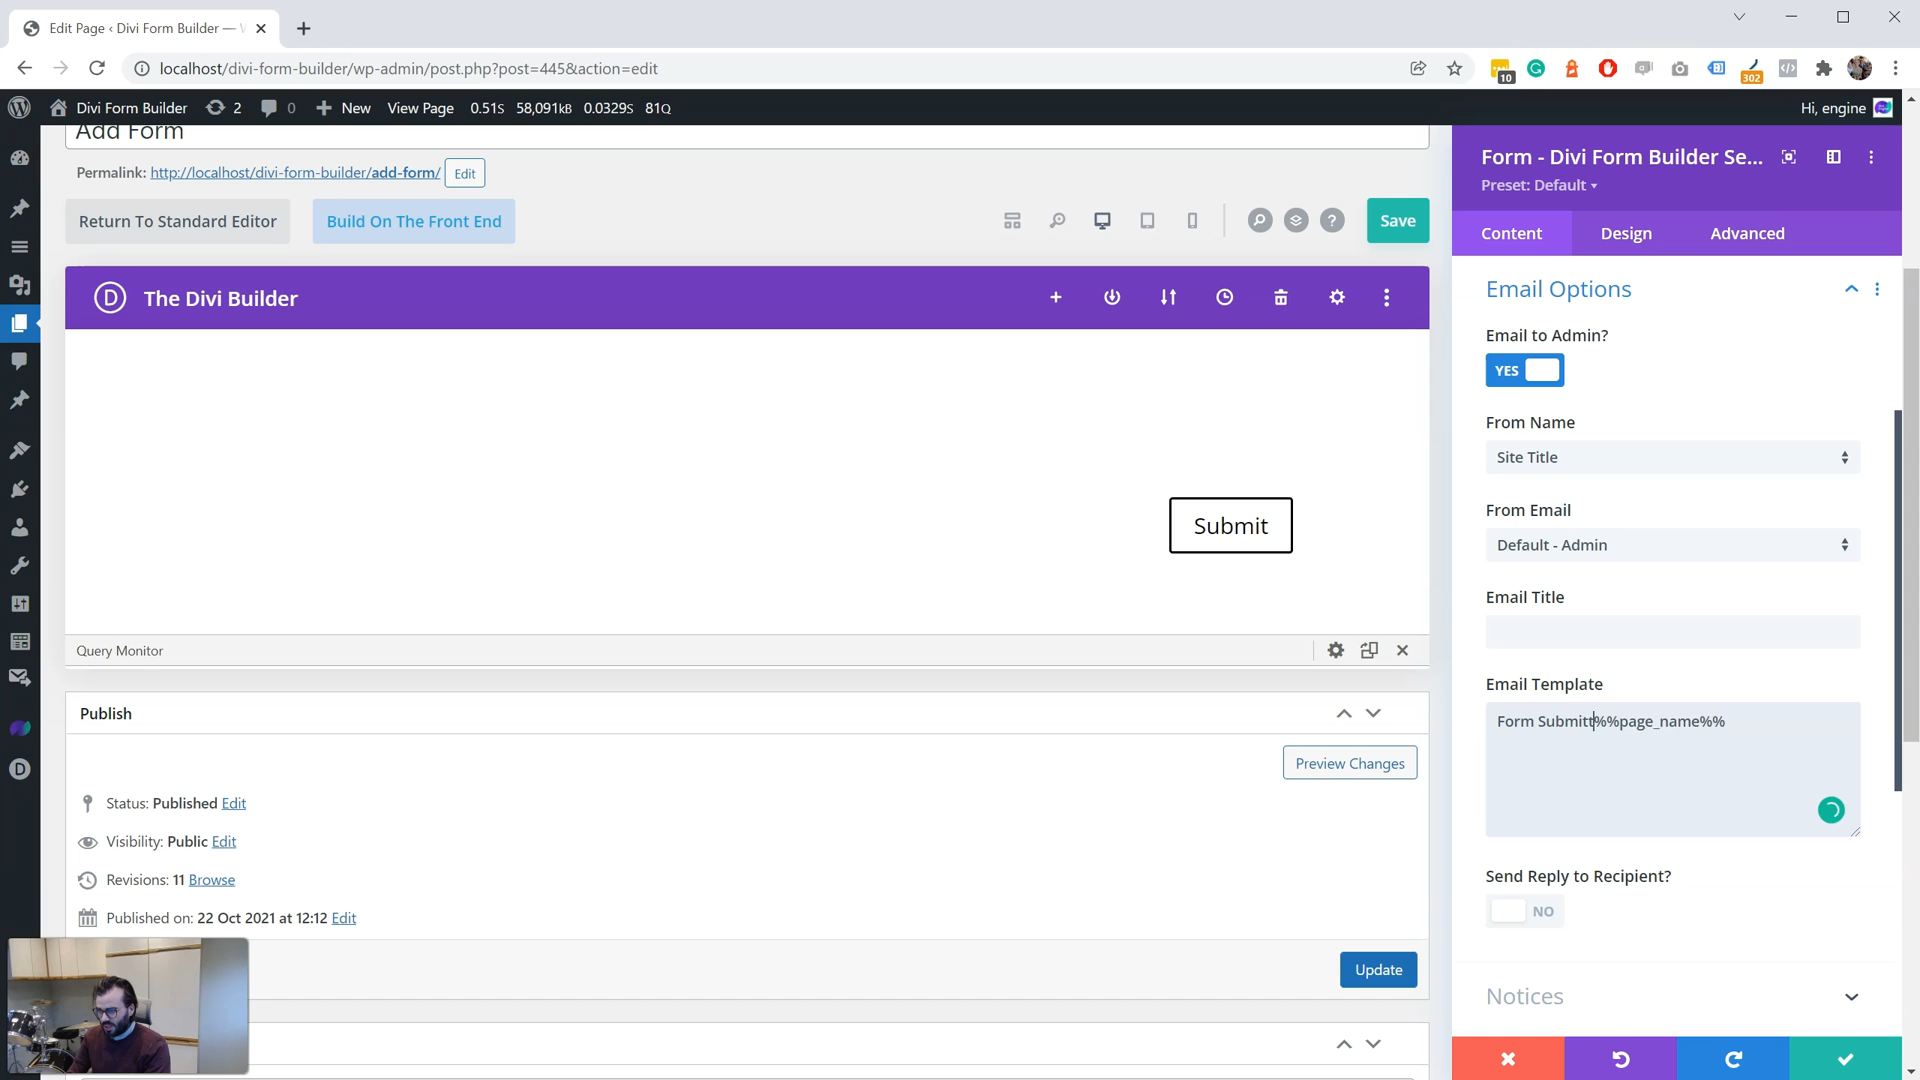 Edit Page ‹ Divi Form Builder —
localhost/divi-form-builder/wp-admin/post.php?post=445&action=edit
10
302
Divi Form Builder
2
0
New
View Page
0.51S 58,091kB 0.0329S 81Q
Hi, engine
Add Form
Permalink: http://localhost/divi-form-builder/add-form/ Edit
Return To Standard Editor
Build On The Front End
Save
D
The Divi Builder
Submit
Query Monitor
Publish
Preview Changes
Status: Published Edit
Visibility: Public Edit
Revisions: 11 Browse
Published on: 22 Oct 2021 at 12:12 Edit
Update
Form - Divi Form Builder Se...
Preset: Default
Content
Design
Advanced
Email Options
Email to Admin?
YES
From Name
Site Title
From Email
Default - Admin
Email Title
Email Template
Form Submitt%%page_name%%
Send Reply to Recipient?
NO
Notices